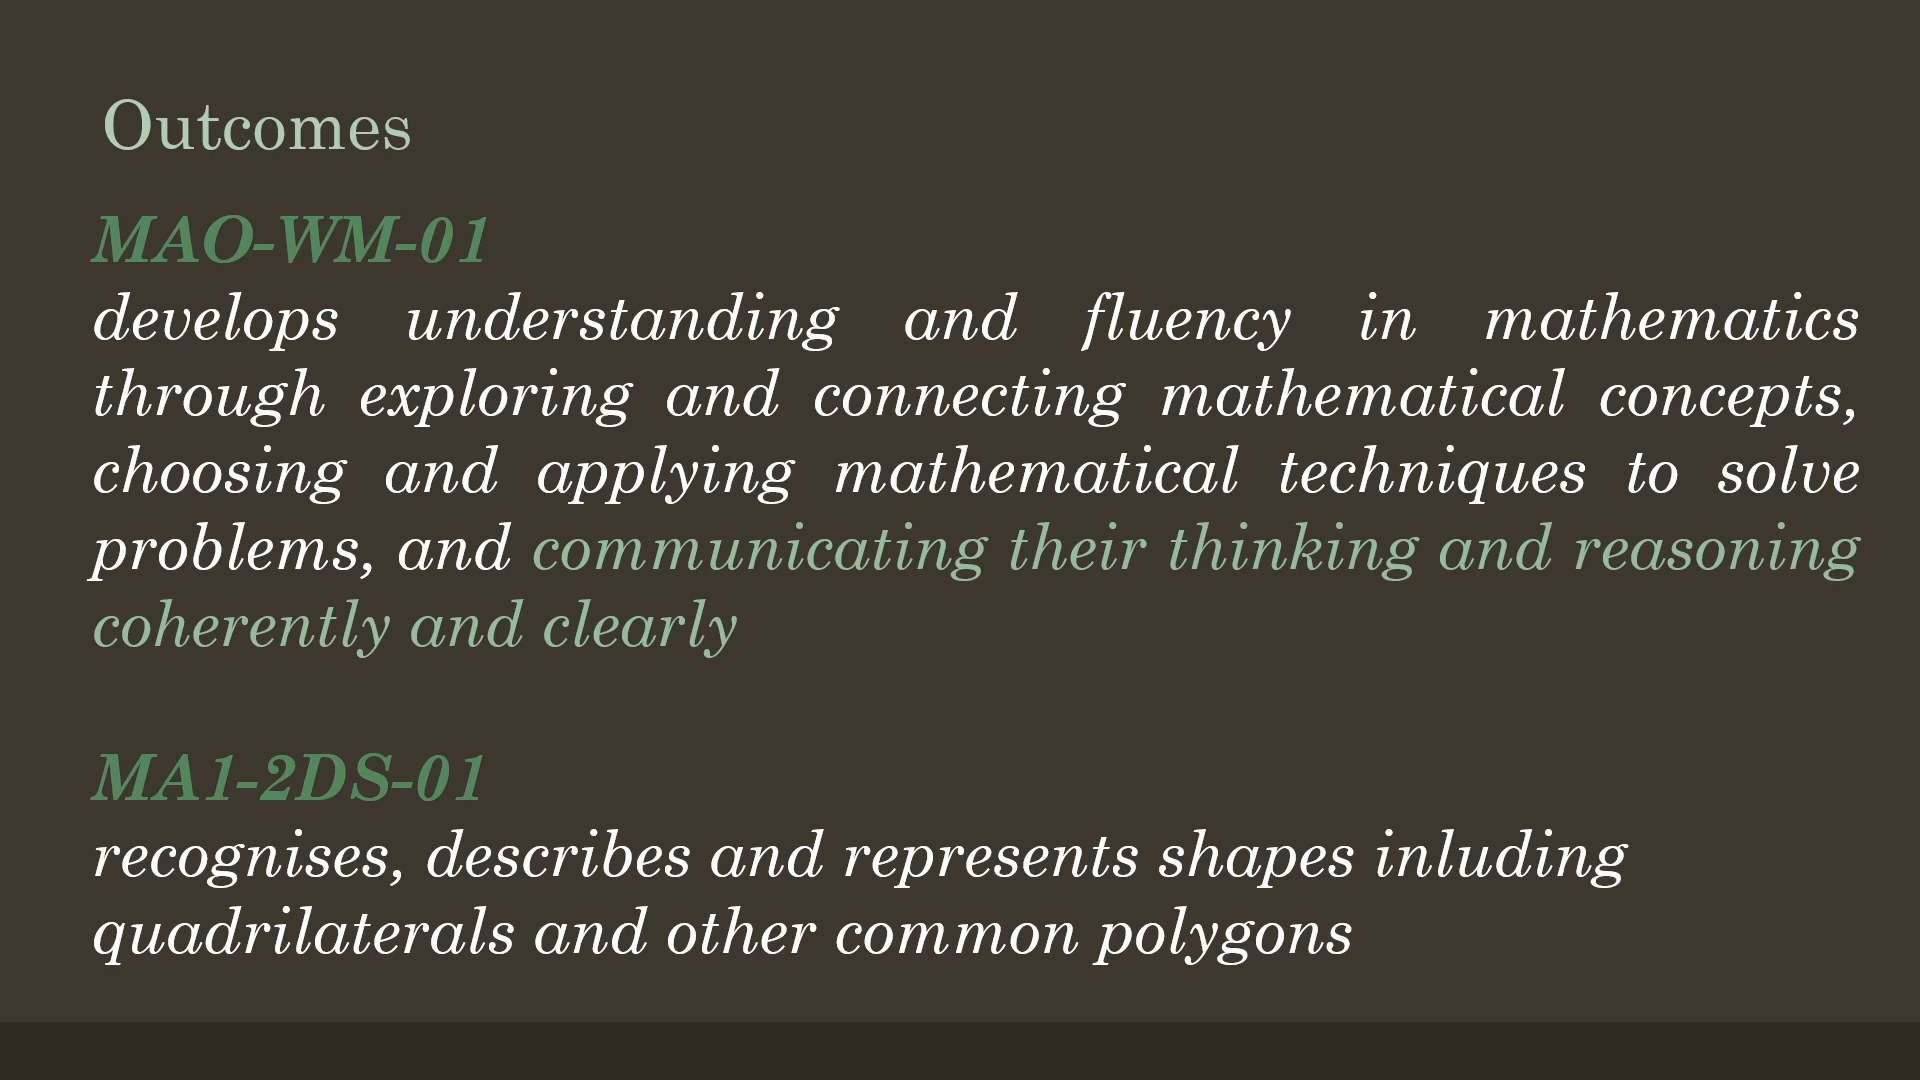 Outcomes
MAO-WM-01
develops understanding and fluency in mathematics
through exploring and connecting mathematical concepts,
choosing and applying mathematical techniques to solve
problems, and communicating their thinking and reasoning
coherently and clearly
MA1-2DS-01
recognises, describes and represents shapes inluding
quadrilaterals and other common polygons